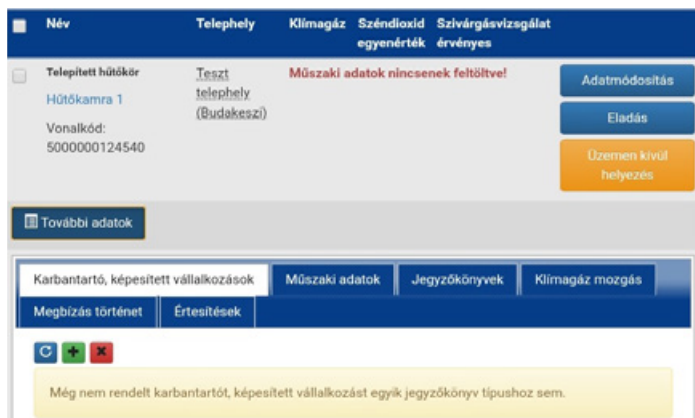 Név Telephely Klímagáz Széndioxid Szivárgásvizsgálat
egyenérték érvényes
Telepített hűtőkör Teszt Műszaki adatok nincsenek feltöltve! Adatmódosítás
Hűtőkamra 1 telephely
(Budakeszi) Eladás
Vonalkód:
5000000124540 Üzemen kívül
helyezés
További adatok
Karbantartó, képesített vállalkozások Műszaki adatok Jegyzőkönyvek Klímagáz mozgás
Megbízás történet Értesítések
Még nem rendelt karbantartót, képesített vállalkozást egyik jegyzőkönyv típushoz sem.